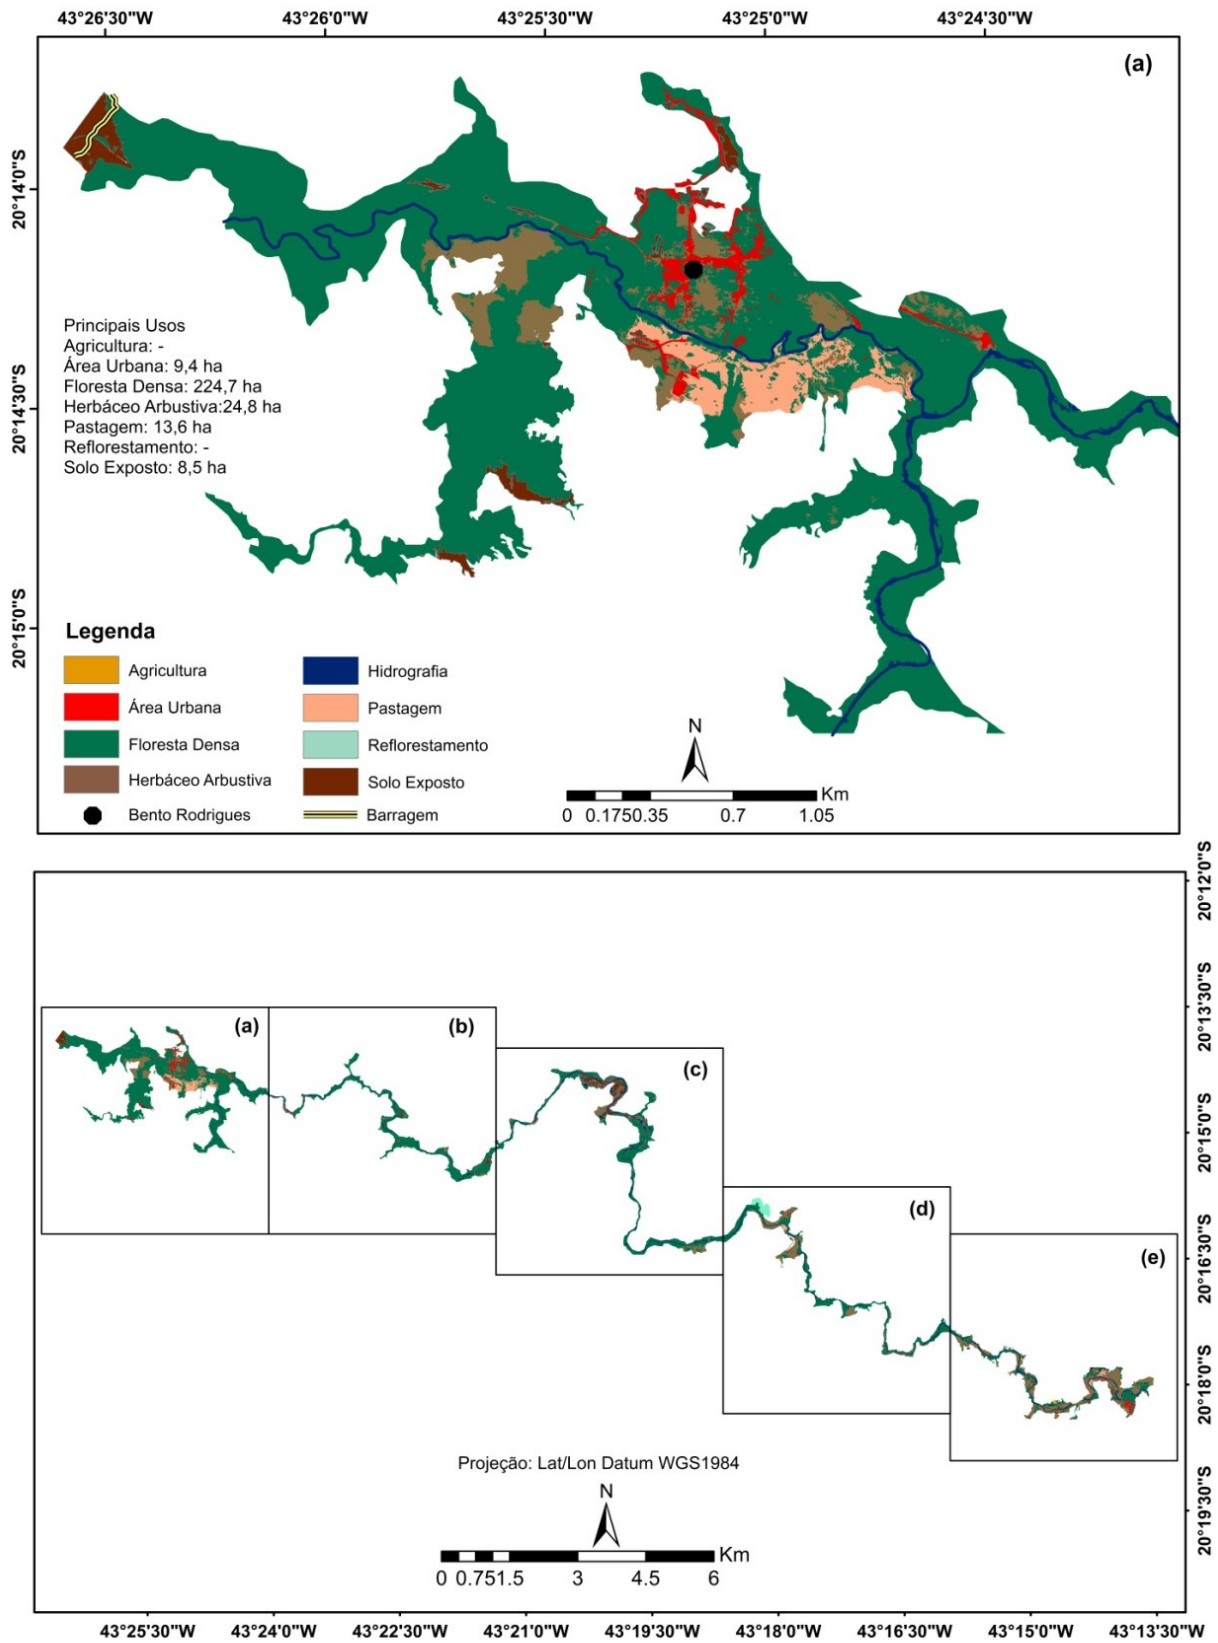 43°26'30"W 43°26'0"W 43°25'30"W 43°25'0"W 43°24'30"W
(a)
20°14'0"S
20°14'30"S
20°15'0"S
Principais Usos
Agricultura: -
Área Urbana: 9,4 ha
Floresta Densa: 224,7 ha
Herbáceo Arbustiva:24,8 ha
Pastagem: 13,6 ha
Reflorestamento: -
Solo Exposto: 8,5 ha
Legenda
Agricultura
Área Urbana
Floresta Densa
Herbáceo Arbustiva
Bento Rodrigues
Hidrografia
Pastagem
Reflorestamento
Solo Exposto
Barragem
N
Km
0 0.1750.35 0.7 1.05
20°12'0"S
20°13'30"S
20°15'0"S
20°16'30"S
20°18'0"S
20°19'30"S
(a)
(b)
(c)
(d)
(e)
Projeção: Lat/Lon Datum WGS1984
N
Km
0 0.751.5 3 4.5 6
43°25'30"W 43°24'0"W 43°22'30"W 43°21'0"W 43°19'30"W 43°18'0"W 43°16'30"W 43°15'0"W 43°13'30"W